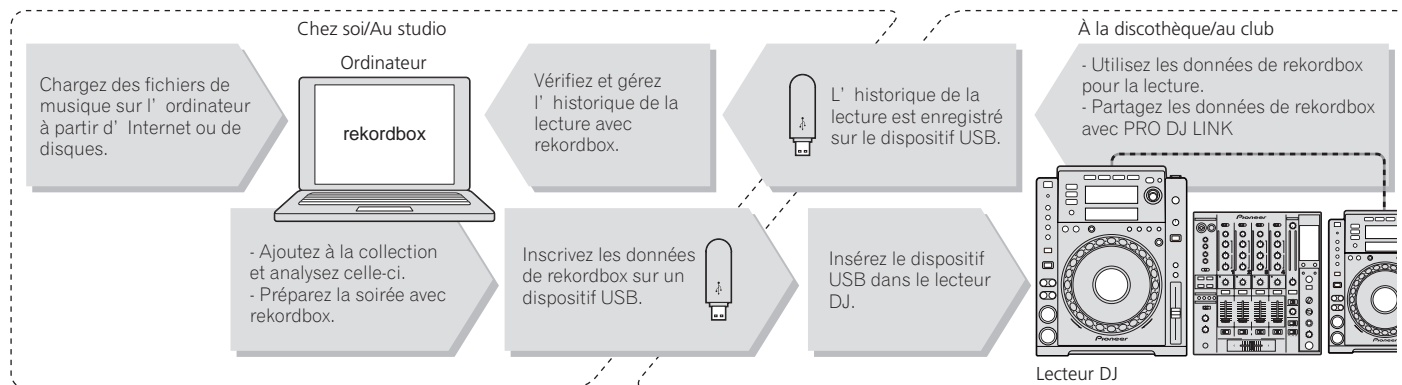 Chez soi/Au studio
À la discothèque/au club
Ordinateur
Chargez des fichiers de
musique sur l’ ordinateur
à partir d’ Internet ou de
disques.
rekordbox
Vérifiez et gérez
l’ historique de la
lecture avec
rekordbox.
L’ historique de la
lecture est enregistré
sur le dispositif USB.
- Utilisez les données de rekordbox
pour la lecture.
- Partagez les données de rekordbox
avec PRO DJ LINK
- Ajoutez à la collection
et analysez celle-ci.
- Préparez la soirée avec
rekordbox.
Inscrivez les données
de rekordbox sur un
dispositif USB.
Insérez le dispositif
USB dans le lecteur
DJ.
Pioneer
Pioneer
Pioneer
Lecteur DJ